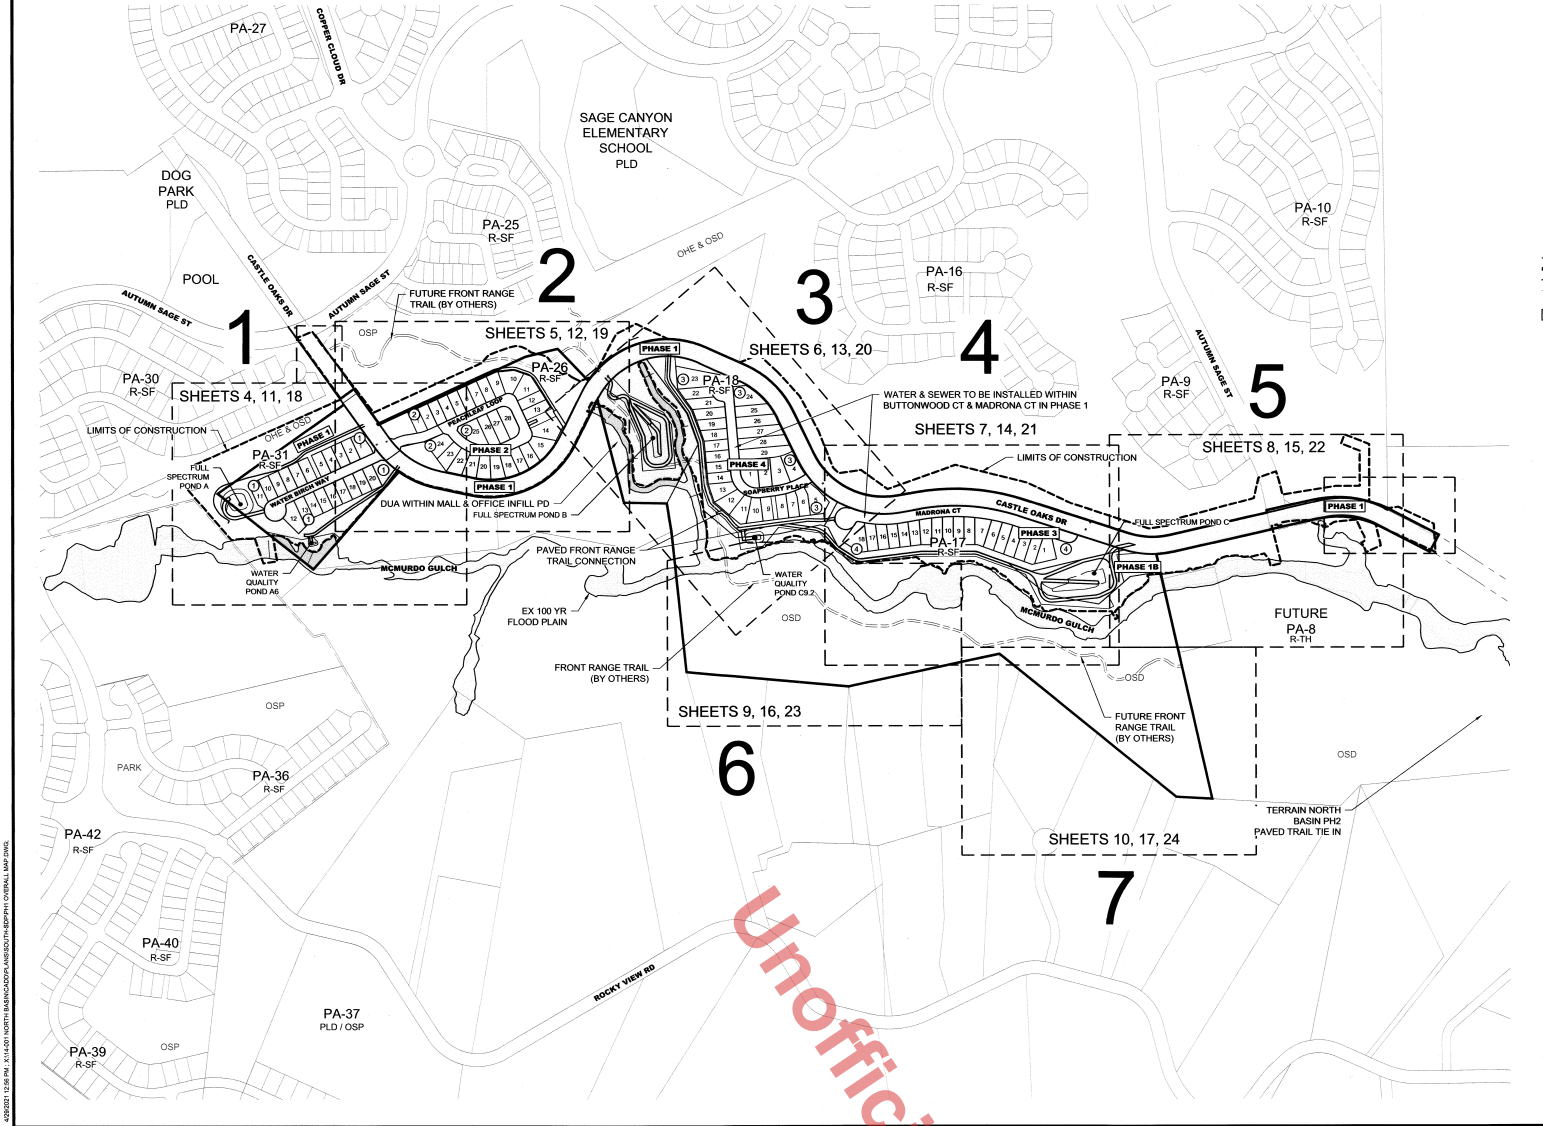 PA-27
COPPER CLOUD DR
SAGE CANYON
ELEMENTARY
SCHOOL
PLD
DOG
PARK
PLD
PA-25
R-SF
PA-10
R-SF
OHE & OSD
POOL
CASTLE OAKS DR
AUTUMN SAGE ST
AUTUMN SAGE ST
FUTURE FRONT RANGE
TRAIL (BY OTHERS)
PA-16
R-SF
1
2
3
4
5
OSP
SHEETS 5, 12, 19
PHASE 1
SHEETS 6, 13, 20
AUTUMN SAGE ST
PA-30
R-SF
SHEETS 4, 11, 18
PA-26
R-SF
PA-18
R-SF
PA-9
R-SF
WATER & SEWER TO BE INSTALLED WITHIN
BUTTONWOOD CT & MADRONA CT IN PHASE 1
SHEETS 7, 14, 21
LIMITS OF CONSTRUCTION
OHE & OSD
PHASE 1
PEACHLEAF LOOP
PHASE 2
PA-31
R-SF
WATER BIRCH WAY
FULL
SPECTRUM
POND A
PHASE 1
PHASE 4
SOAPBERRY PLACE
LIMITS OF CONSTRUCTION
SHEETS 8, 15, 22
DUA WITHIN MALL & OFFICE INFILL PD
FULL SPECTRUM POND B
MADRONA CT
CASTLE OAKS DR
PHASE 3
PA-17
R-SF
FULL SPECTRUM POND C
PHASE 1
PHASE 1B
PAVED FRONT RANGE
TRAIL CONNECTION
WATER
QUALITY
POND A6
MCMURDO GULCH
WATER
QUALITY
POND C9.2
EX 100 YR
FLOOD PLAIN
OSD
MCMURDO GULCH
FUTURE
PA-8
R-TH
FRONT RANGE TRAIL
(BY OTHERS)
OSD
SHEETS 9, 16, 23
FUTURE FRONT
RANGE TRAIL
(BY OTHERS)
OSP
PARK
PA-36
R-SF
6
OSD
TERRAIN NORTH
BASIN PH2
PAVED TRAIL TIE IN
SHEETS 10, 17, 24
7
PA-42
R-SF
PA-40
R-SF
ROCKY VIEW RD
PA-37
PLD / OSP
PA-39
R-SF
OSP
Unoffici